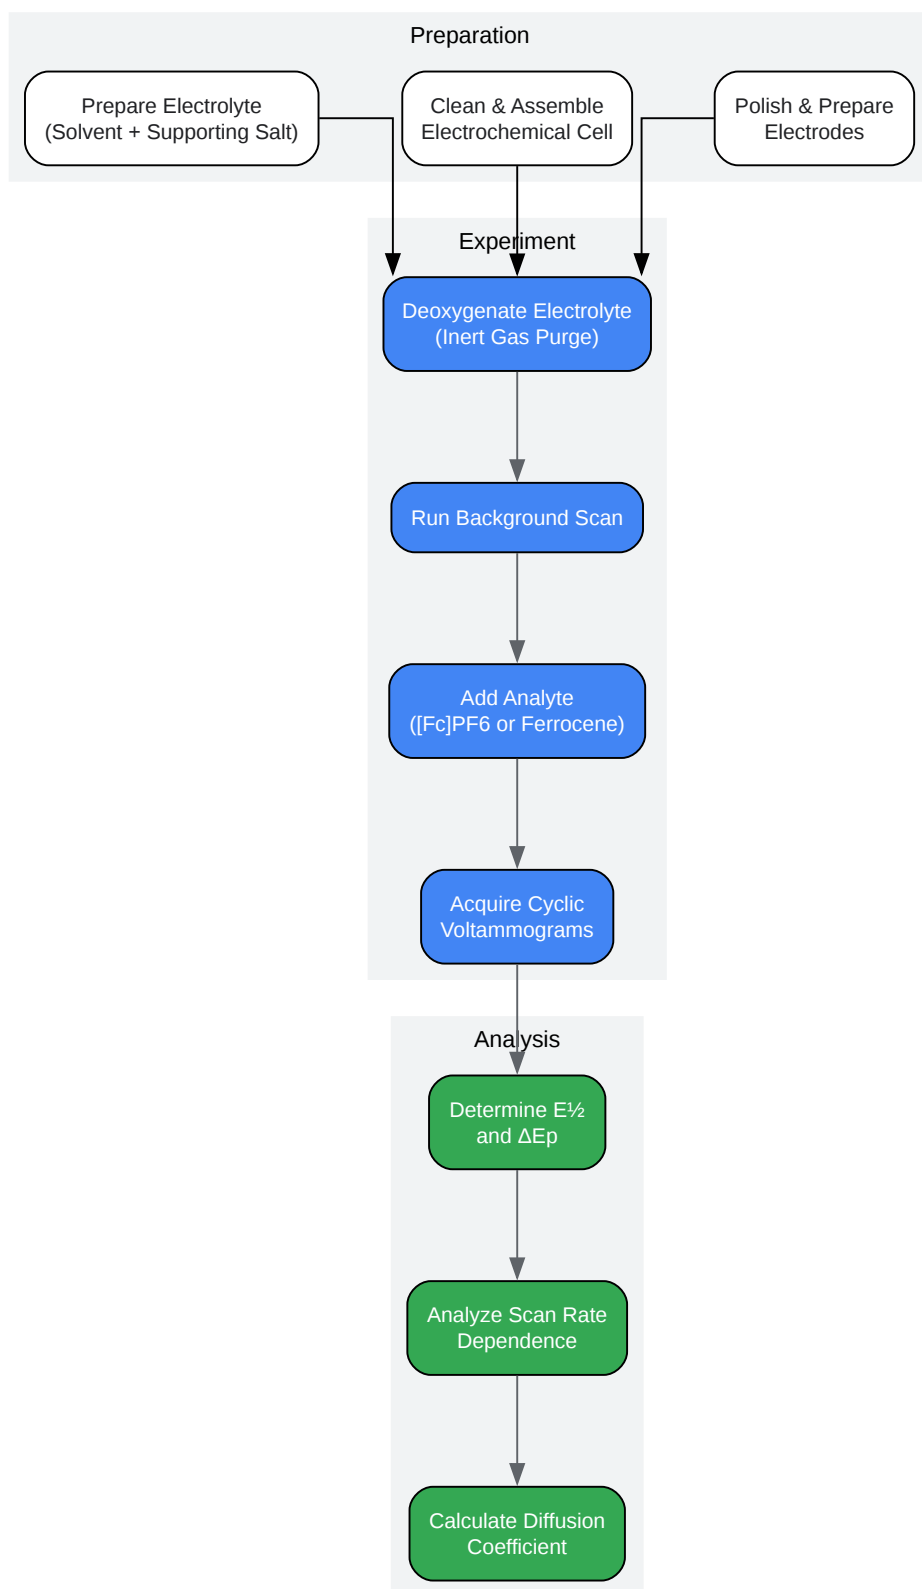 Preparation
Prepare Electrolyte
(Solvent + Supporting Salt)
Clean & Assemble
Electrochemical Cell
Polish & Prepare
Electrodes
Experiment
Deoxygenate Electrolyte
(Inert Gas Purge)
Run Background Scan
Add Analyte
([Fc]PF6 or Ferrocene)
Acquire Cyclic
Voltammograms
Analysis
Determine E½
and ΔEp
Analyze Scan Rate
Dependence
Calculate Diffusion
Coefficient